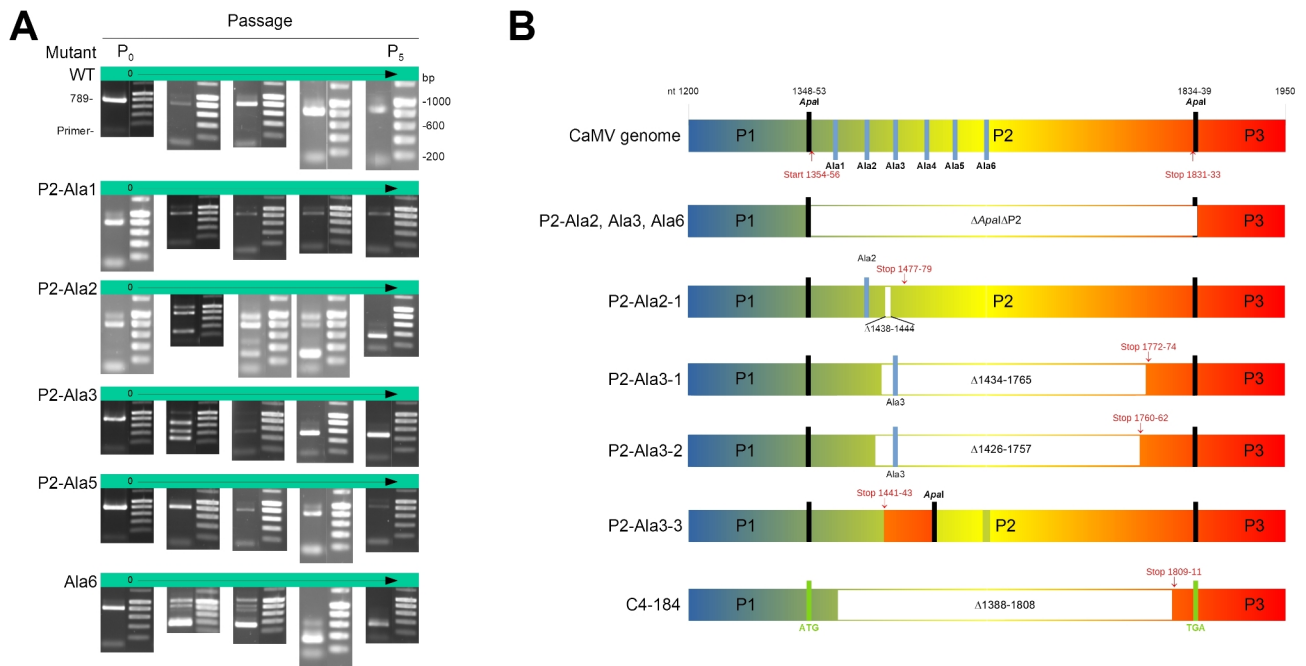 A
Passage
Mutant P0 P5
WT 0 bp
789- -1000
-600
Primer-
-200
P2-Ala1 0
P2-Ala2 0
P2-Ala3 0
P2-Ala5 0
Ala6 0
B
nt 1200 1348-53 1834-39 1950
ApaI ApaI
CaMV genome P1 P2 P3
Ala1 Ala2 Ala3 Ala4 Ala5 Ala6
Start 1354-56 Stop 1831-33
P2-Ala2, Ala3, Ala6 P1 ΔApaIΔP2 P3
Ala2 Stop 1477-79
P2-Ala2-1 P1 P2 P3
Δ1438-1444
Stop 1772-74
P2-Ala3-1 P1 Δ1434-1765 P3
Ala3
Stop 1760-62
P2-Ala3-2 P1 Δ1426-1757 P3
Ala3
Stop 1441-43 ApaI
P2-Ala3-3 P1 P2 P3
Stop 1809-11
C4-184 P1 Δ1388-1808 P3
ATG TGA